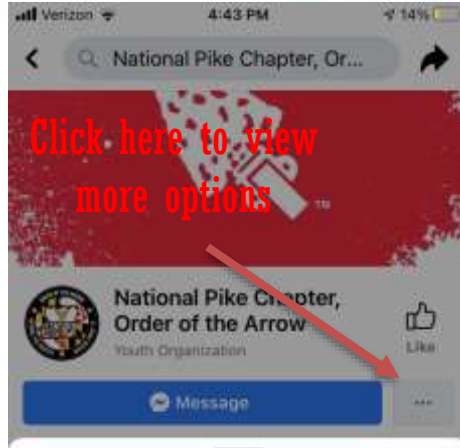 Verizon 4:43 PM 14%
National Pike Chapter, Or...
Click here to view
more options
TM
National Pike Chapter,
Order of the Arrow
Youth Organization
Like
Message
...